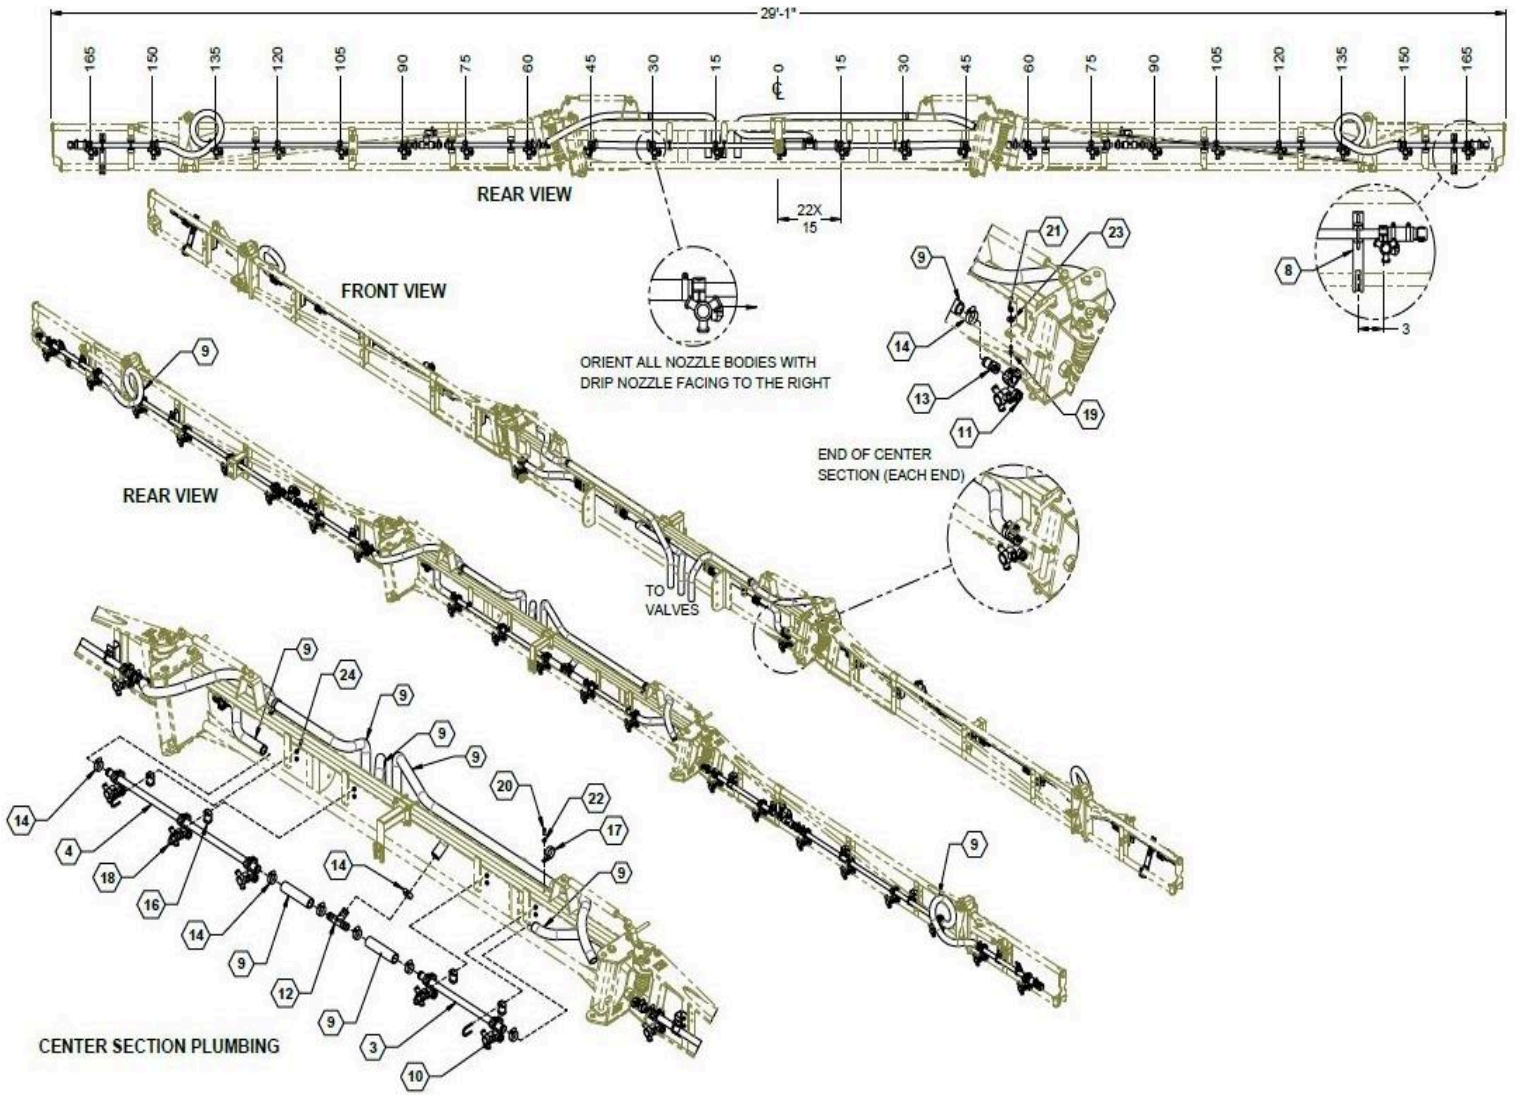 29'-1"
165 150 135 120 105 90 75 60 45 30 15 0 15 30 45 60 75 90 105 120 135 150 165
℄
REAR VIEW
22X
15
21
23
9
8
FRONT VIEW
14
3
9
ORIENT ALL NOZZLE BODIES WITH
DRIP NOZZLE FACING TO THE RIGHT
13
19
11
END OF CENTER
SECTION (EACH END)
REAR VIEW
TO
VALVES
9
24
9
9
9
20
22
17
14
4
18
16
14
14
9
9
9
12
9
3
10
CENTER SECTION PLUMBING